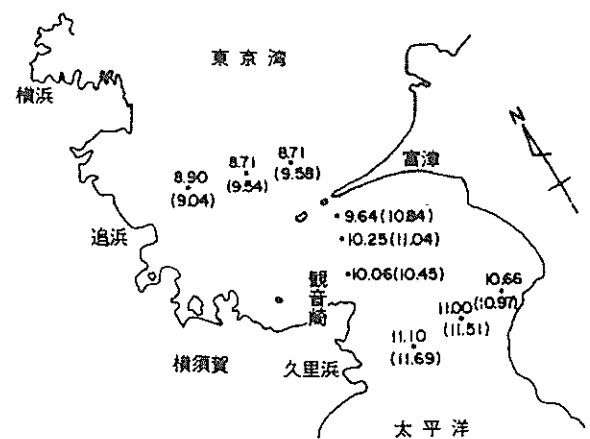 東京湾
横浜
N
富津
8.90
(9.04)
8.71
(9.54)
8.71
(9.58)
追浜
9.64(10.84)
10.25(11.04)
10.06(10.45)
観音崎
10.66
(10.97)
11.00
(11.51)
11.10
(11.69)
横須賀
久里浜
太平洋